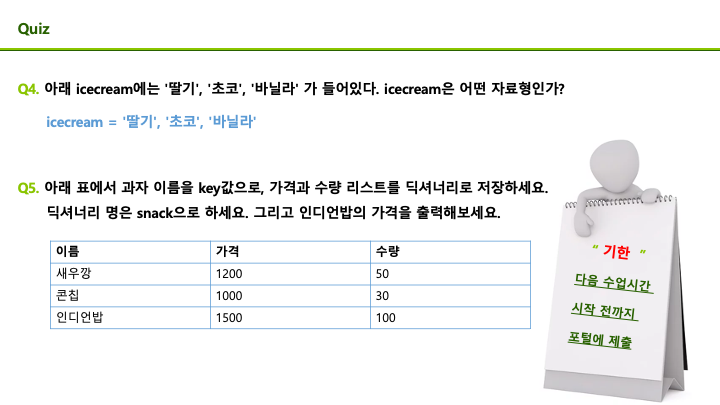 Quiz
Q4. 아래 icecream에는 '딸기', '초코', '바닐라' 가 들어있다. icecream은 어떤 자료형인가?
icecream = '딸기', '초코', '바닐라'
Q5. 아래 표에서 과자 이름을 key값으로, 가격과 수량 리스트를 딕셔너리로 저장하세요.
딕셔너리 명은 snack으로 하세요. 그리고 인디언밥의 가격을 출력해보세요.
이름 가격 수량
새우깡 1200 50
콘칩 1000 30
인디언밥 1500 100
“ 기한 ”
다음 수업시간
시작 전까지
포털에 제출